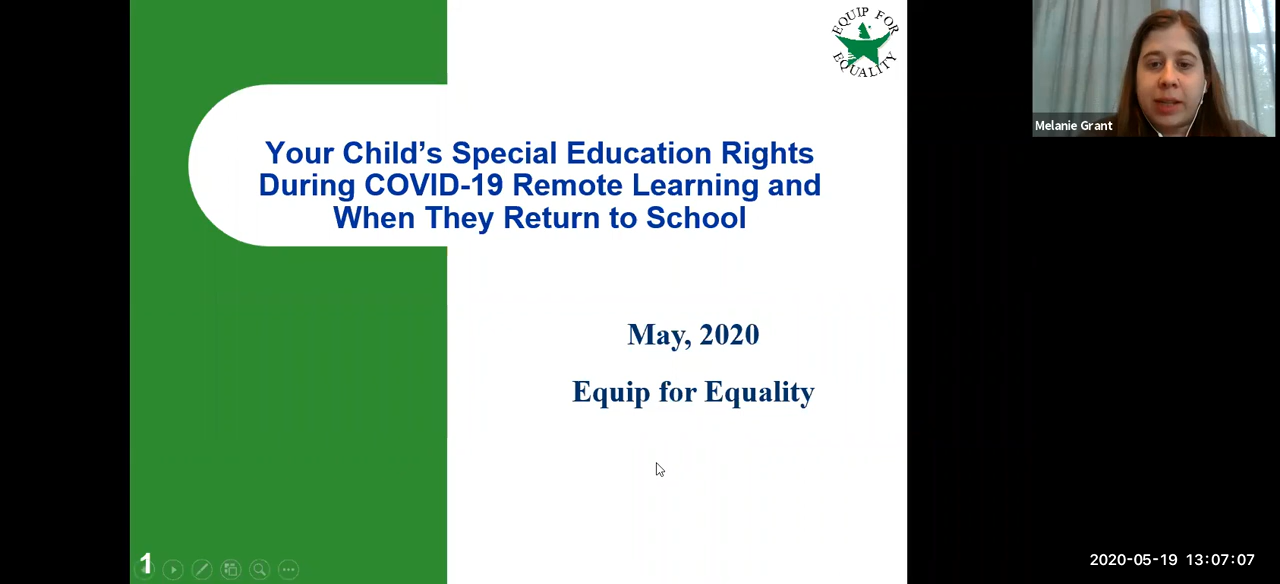 EQUIP FOR
EQUALITY
Melanie Grant
Your Child’s Special Education Rights
During COVID-19 Remote Learning and
When They Return to School
May, 2020
Equip for Equality
1
2020-05-19 13:07:07